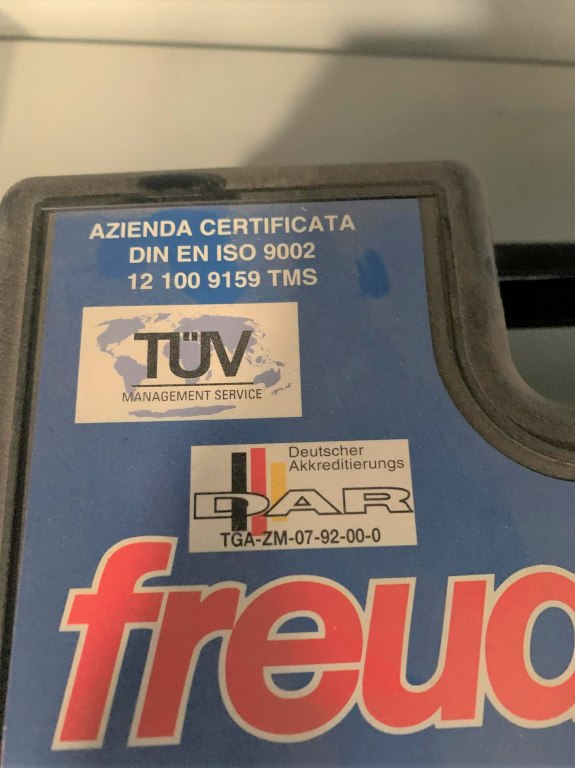 AZIENDA CERTIFICATA
DIN EN ISO 9002
12 100 9159 TMS
TÜV
MANAGEMENT SERVICE
Deutscher
Akkreditierungs
DAR
TGA-ZM-07-92-00-0
freud